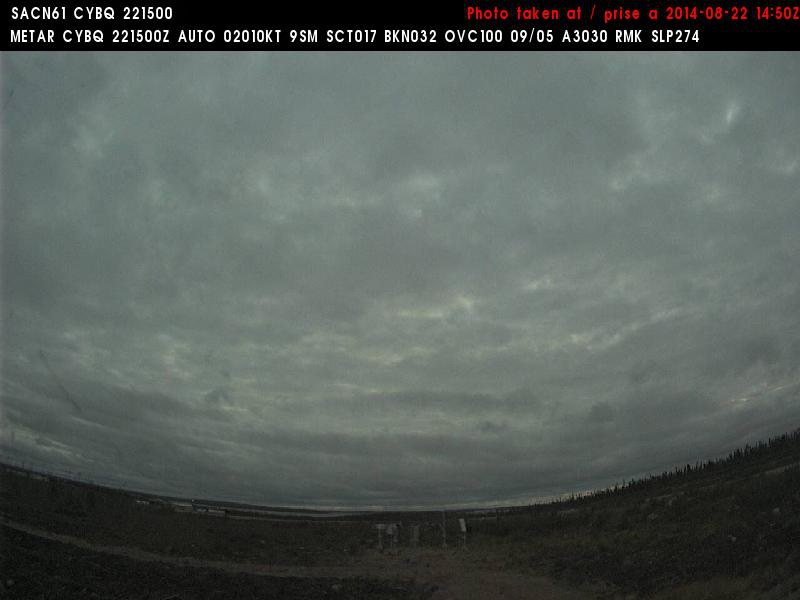 SACN61 CYBQ 221500 Photo taken at / prise a 2014-08-22 14:50Z
METAR CYBQ 221500Z AUTO 02010KT 9SM SCT017 BKN032 OVC100 09/05 A3030 RMK SLP274